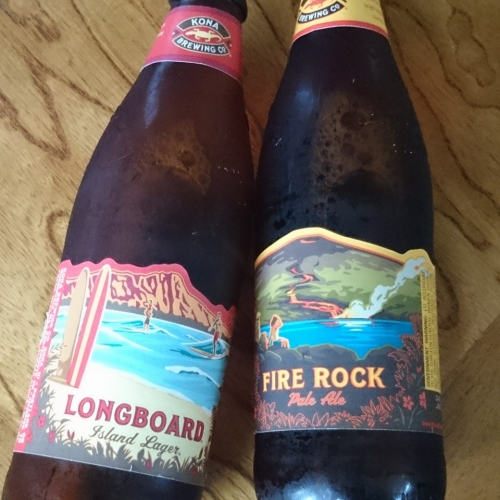 KONA
BREWING CO
LONGBOARD
Island Lager
BREWING CO
FIRE ROCK
Pale Ale